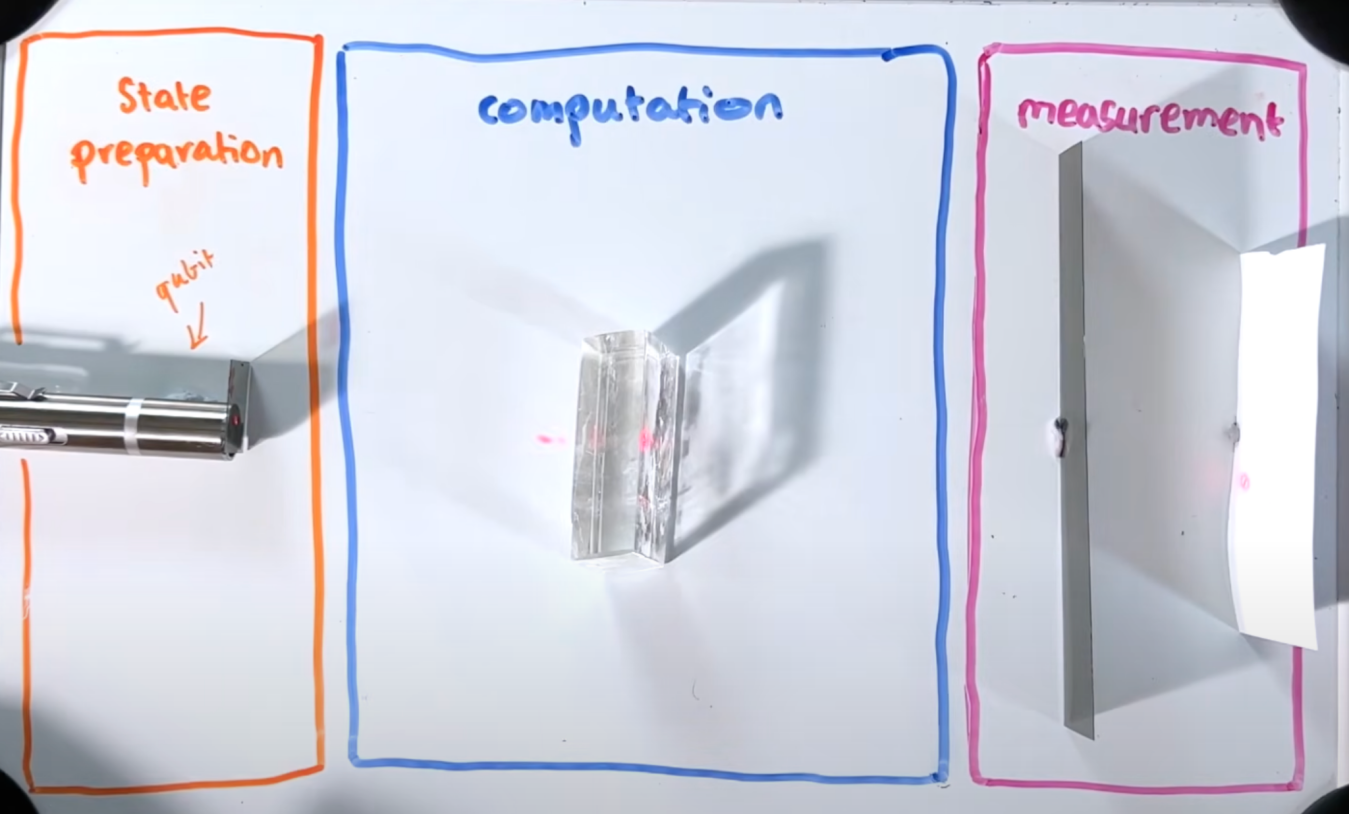 State
preparation
qubit
computation
measurement